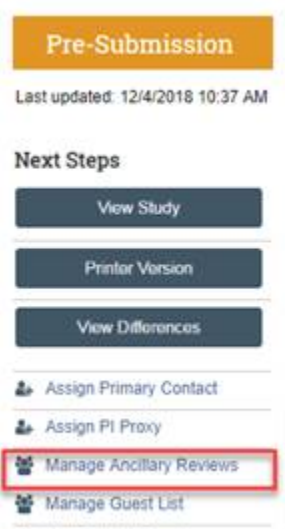 Pre-Submission
Last updated: 12/4/2018 10:37 AM
Next Steps
View Study
Printer Version
View Differences
Assign Primary Contact
Assign PI Proxy
Manage Ancillary Reviews
Manage Guest List